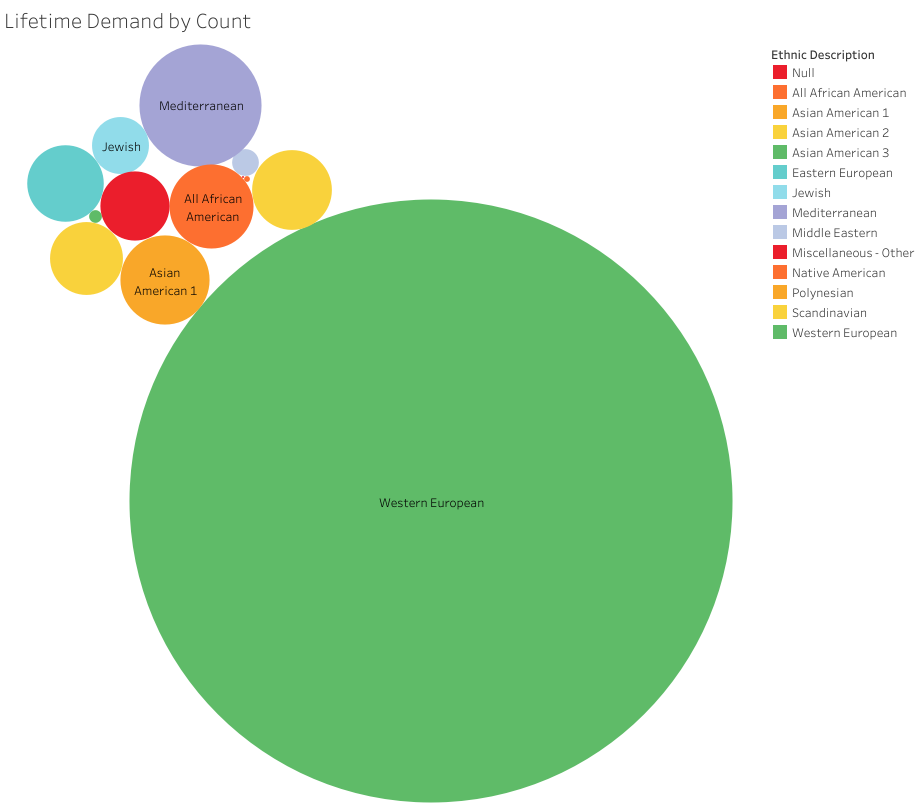 Lifetime Demand by Count
Mediterranean
Jewish
All African
American
Asian
American 1
Western European
Ethnic Description
Null
All African American
Asian American 1
Asian American 2
Asian American 3
Eastern European
Jewish
Mediterranean
Middle Eastern
Miscellaneous - Other
Native American
Polynesian
Scandinavian
Western European